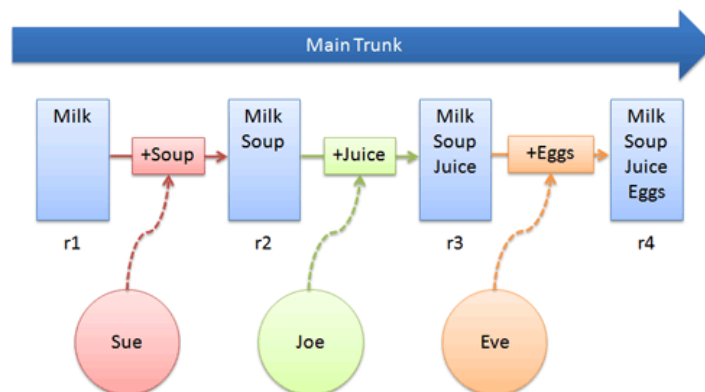 Main Trunk
Milk
+Soup
Milk
Soup
+Juice
Milk
Soup
Juice
+Eggs
Milk
Soup
Juice
Eggs
r1
r2
r3
r4
Sue
Joe
Eve